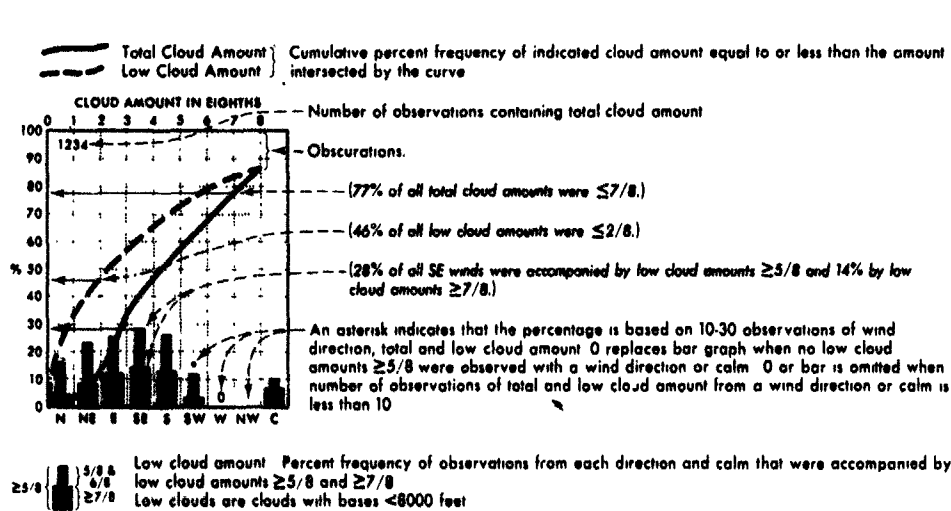 Total Cloud Amount
Low Cloud Amount
Cumulative percent frequency of indicated cloud amount equal to or less than the amount
intersected by the curve
CLOUD AMOUNT IN EIGHTHS
0 1 2 3 4 5 6 7 8
1234
Number of observations containing total cloud amount
Obscurations.
(77% of all total cloud amounts were ≤7/8.)
(46% of all low cloud amounts were ≤2/8.)
(28% of all SE winds were accompanied by low cloud amounts ≥5/8 and 14% by low
cloud amounts ≥7/8.)
An asterisk indicates that the percentage is based on 10-30 observations of wind
direction, total and low cloud amount 0 replaces bar graph when no low cloud
amounts ≥5/8 were observed with a wind direction or calm 0 or bar is omitted when
number of observations of total and low cloud amount from a wind direction or calm is
less than 10
100
90
80
70
60
% 50
40
30
20
10
0
*
0
N NE E SE S SW W NW C
≥5/8
5/8 &
6/8
≥7/8
Low cloud amount Percent frequency of observations from each direction and calm that were accompanied by
low cloud amounts ≥5/8 and ≥7/8
Low clouds are clouds with bases <8000 feet